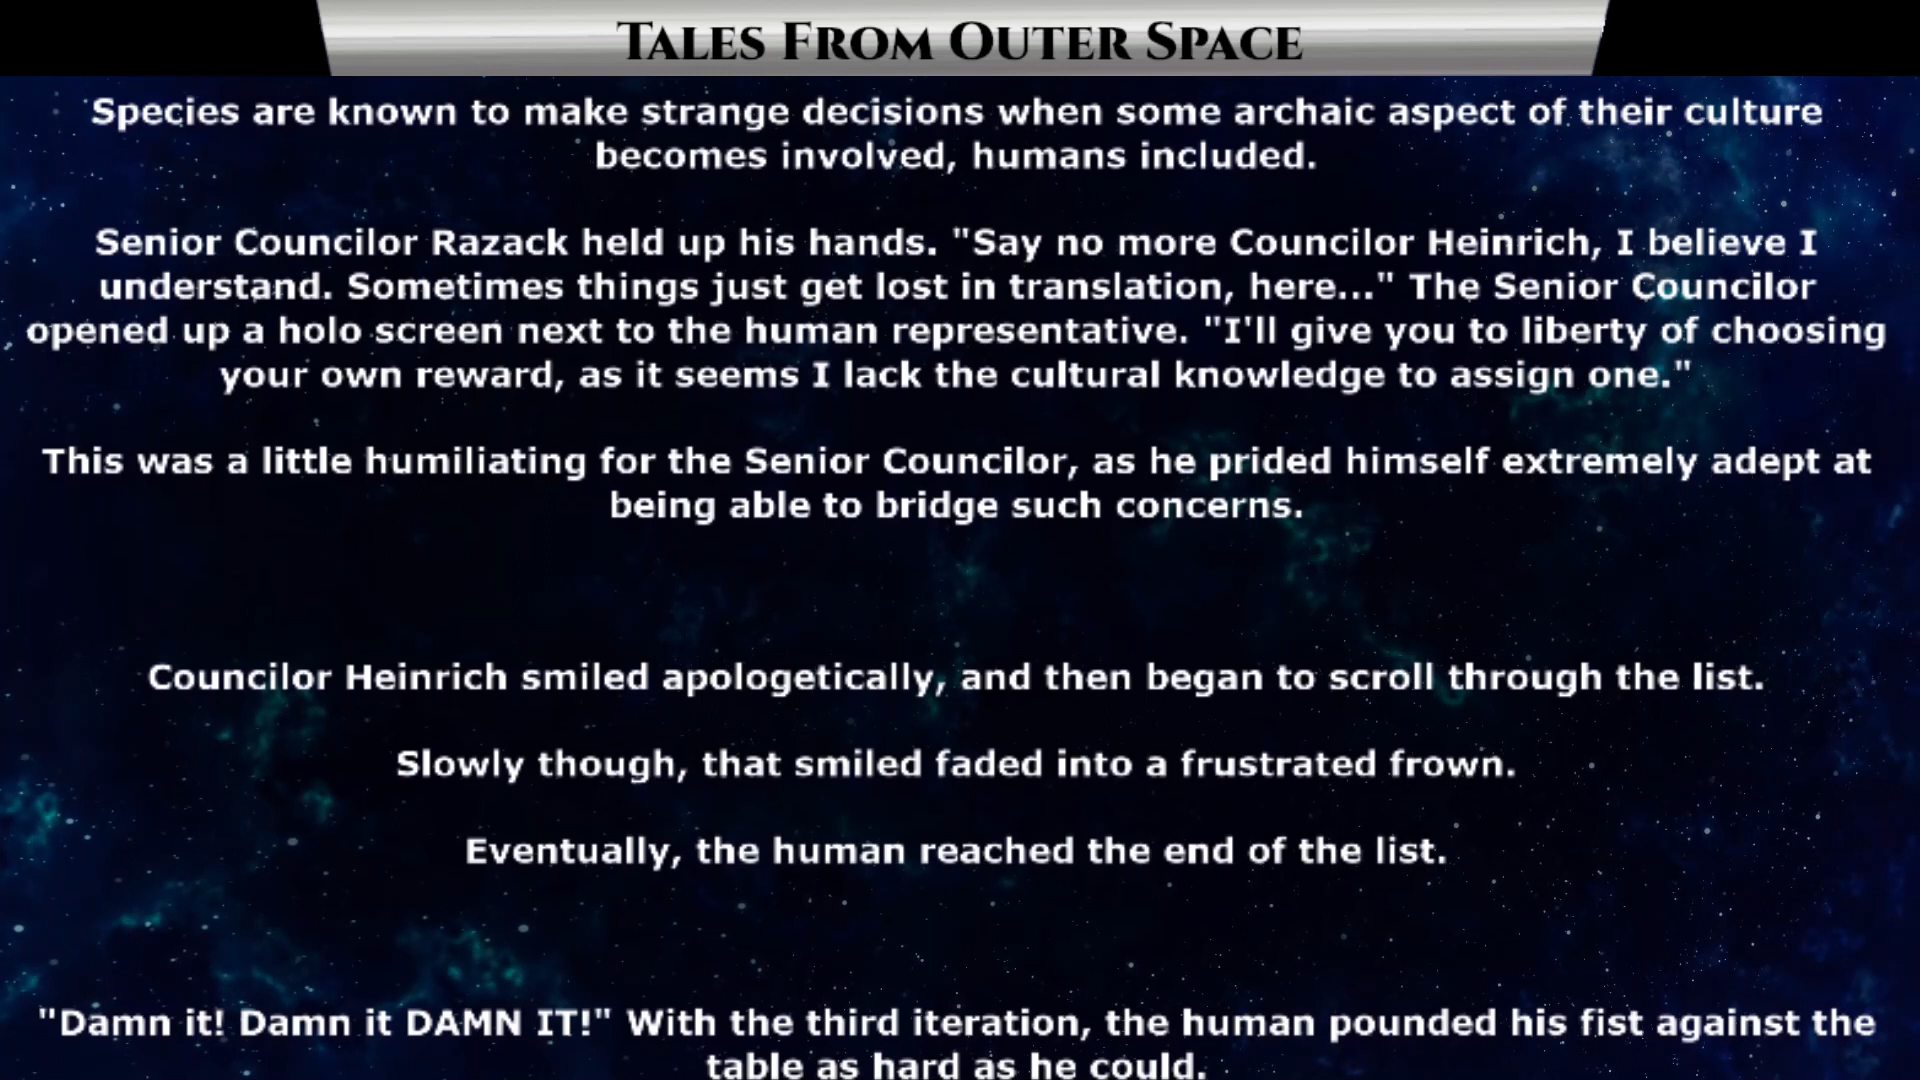 Tales From Outer Space
Species are known to make strange decisions when some archaic aspect of their culture
becomes involved, humans included.
Senior Councilor Razack held up his hands. "Say no more Councilor Heinrich, I believe I
understand. Sometimes things just get lost in translation, here..." The Senior Councilor
opened up a holo screen next to the human representative. "I'll give you to liberty of choosing
your own reward, as it seems I lack the cultural knowledge to assign one."
This was a little humiliating for the Senior Councilor, as he prided himself extremely adept at
being able to bridge such concerns.
Councilor Heinrich smiled apologetically, and then began to scroll through the list.
Slowly though, that smiled faded into a frustrated frown.
Eventually, the human reached the end of the list.
"Damn it! Damn it DAMN IT!" With the third iteration, the human pounded his fist against the
table as hard as he could.